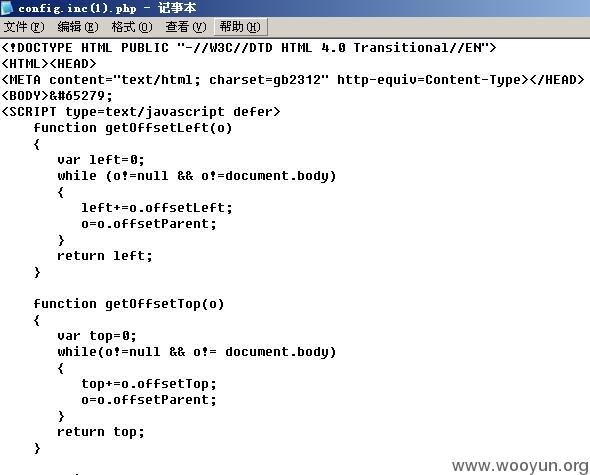 config.inc(1).php - 记事本
文件(F) 编辑(E) 格式(O) 查看(V) 帮助(H)
<!DOCTYPE HTML PUBLIC "-//W3C//DTD HTML 4.0 Transitional//EN">
<HTML><HEAD>
<META content="text/html; charset=gb2312" http-equiv=Content-Type></HEAD>
<BODY>&#65279;
<SCRIPT type=text/javascript defer>
    function getOffsetLeft(o)
    {
       var left=0;
       while (o!=null && o!=document.body)
       {
          left+=o.offsetLeft;
          o=o.offsetParent;
       }
       return left;
    }

    function getOffsetTop(o)
    {
       var top=0;
       while(o!=null && o!= document.body)
       {
          top+=o.offsetTop;
          o=o.offsetParent;
       }
       return top;
    }
www.wooyun.org